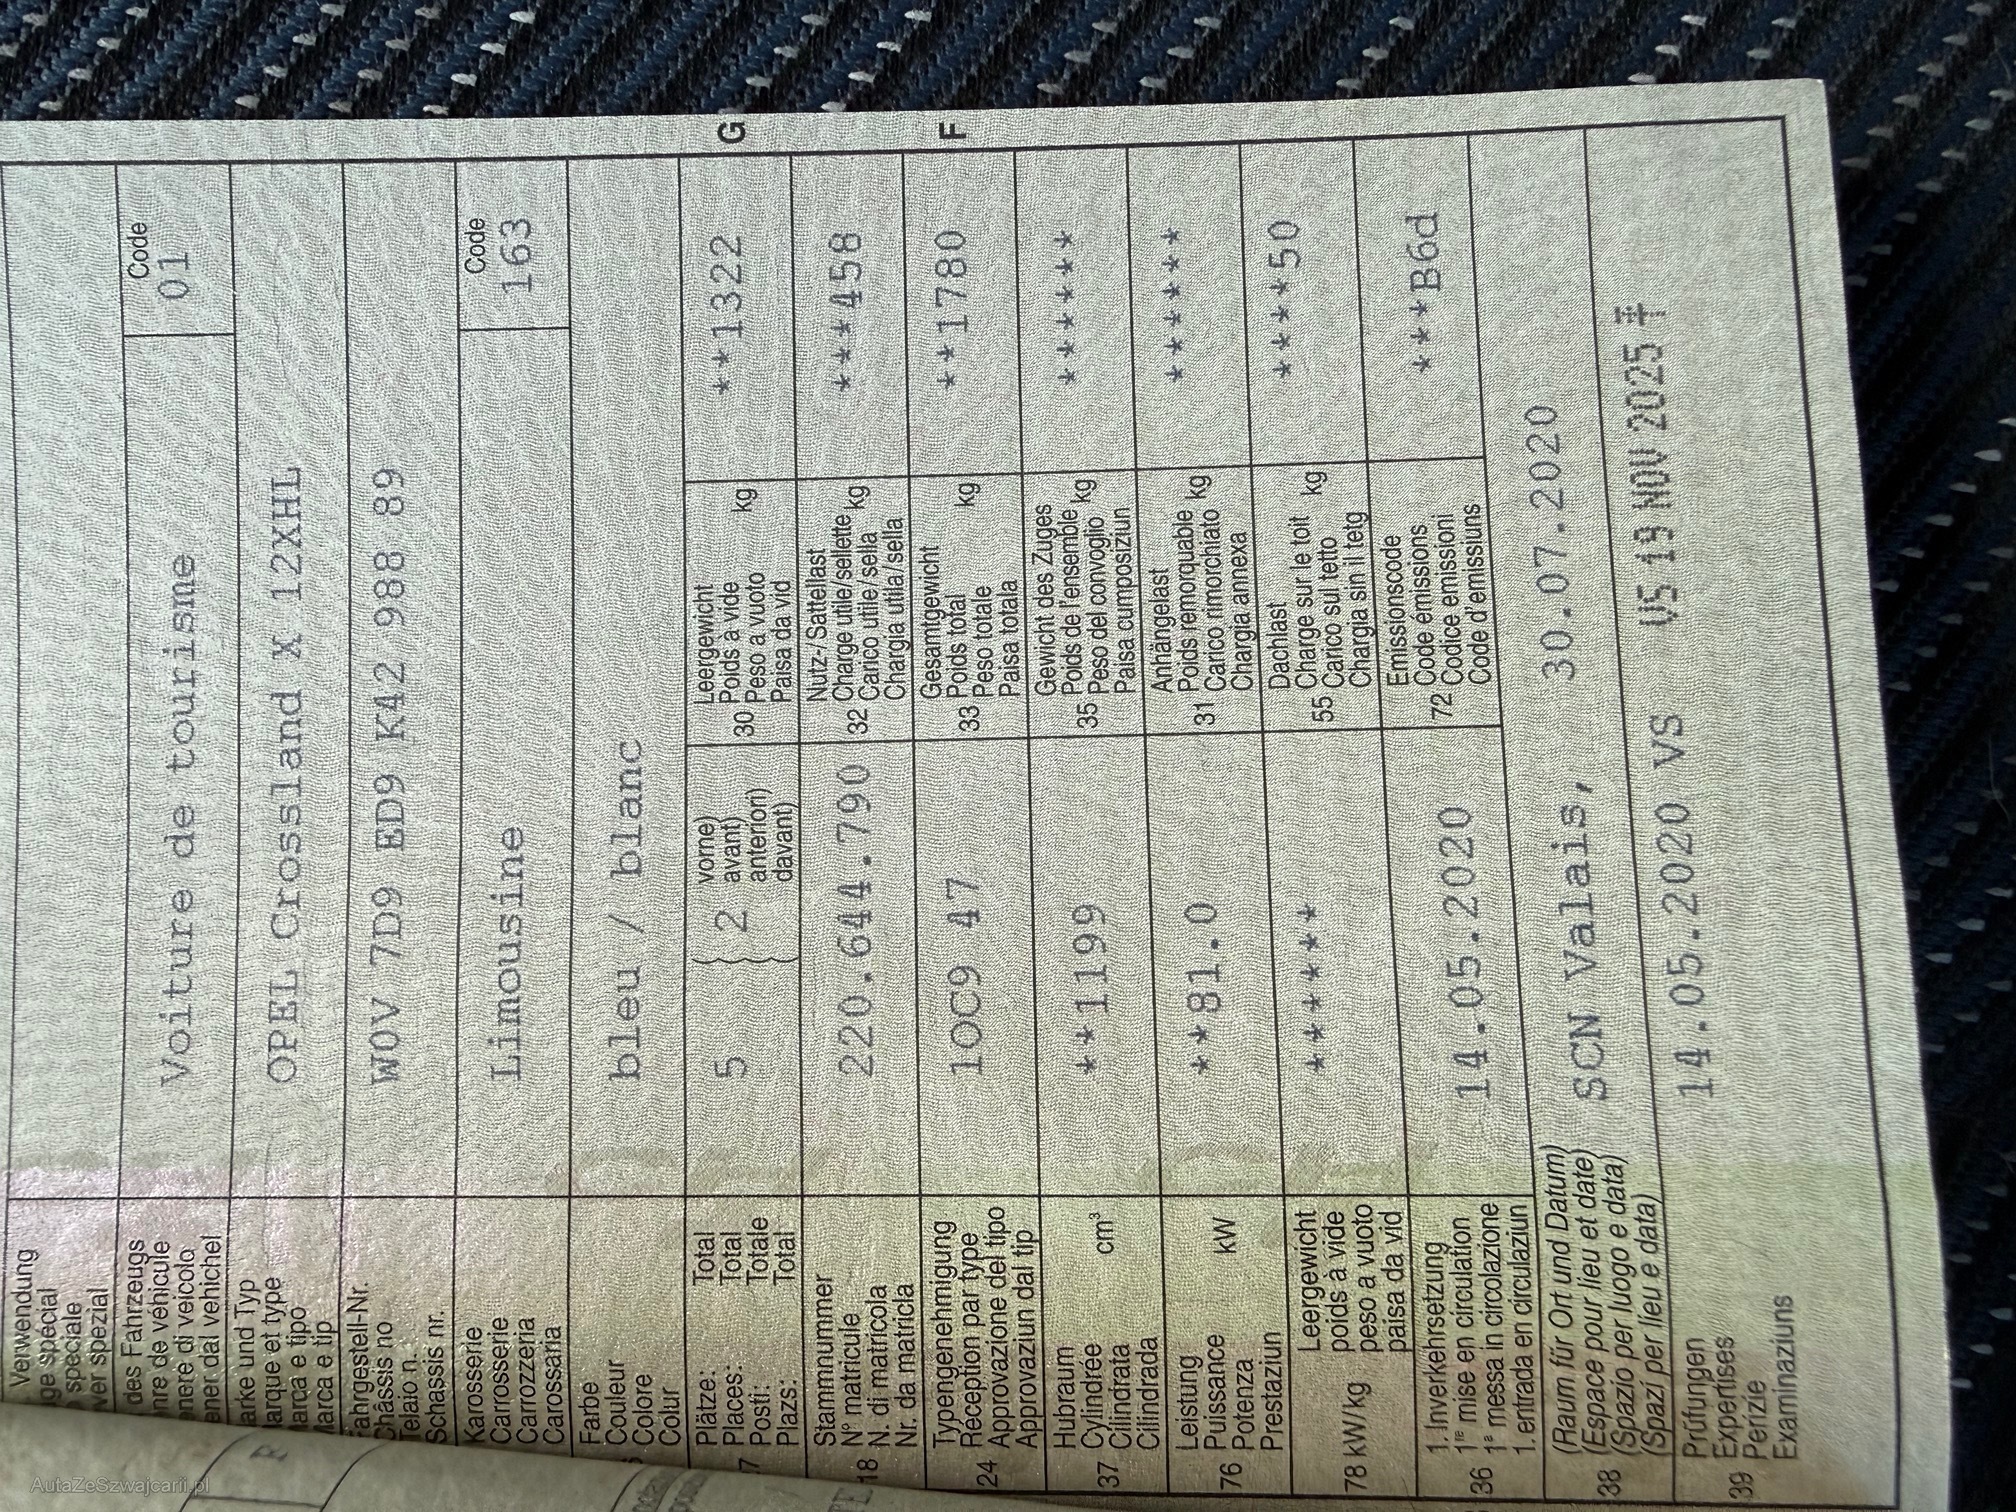 Verwendung
speciale
ver spezial
des Fahrzeugs
nre de véhicule
enere di veicolo
ener dal vehichel
Voiture de tourisme
Code
01
arke und Typ
arque et type
arca e tipo
Marca e tip
OPEL Crossland X 12XHL
Fahrgestell-Nr.
Châssis no
Telaio n.
Schassis nr.
W0V 7D9 ED9 K42 988 89
Karosserie
Carrosserie
Carrozzeria
Carossaria
Limousine
Code
163
Farbe
Couleur
Colore
Colur
bleu / blanc
Plätze: Total
Places: Total
Posti: Totale
Plazs: Total
5
2
vorne)
avant)
anteriori)
davant)
30
Leergewicht
Poids à vide
Peso a vuoto kg
Paisa da vid
**1322
G
18
Stammnummer
N° matricule
N. di matricola
Nr. da matricla
220.644.790
32
Nutz-/Sattellast
Charge utile/sellette
Carico utile/sella kg
Chargia utila/sella
***458
24
Typengenehmigung
Réception par type
Approvazione del tipo
Approvaziun dal tip
1OC9 47
33
Gesamtgewicht
Poids total
Peso totale kg
Paisa totala
**1780
F
37
Hubraum
Cylindrée cm³
Cilindrata
Cilindrada
**1199
35
Gewicht des Zuges
Poids de l'ensemble kg
Peso del convoglio
Paisa cumposiziun
*******
76
Leistung
Puissance kW
Potenza
Prestaziun
**81.0
31
Anhängelast
Poids remorquable kg
Carico rimorchiato
Chargia annexa
*******
78 kW/kg
Leergewicht
poids à vide
peso a vuoto
paisa da vid
*******
55
Dachlast
Charge sur le toit kg
Carico sul tetto
Chargia sin il tetg
*****50
36
1. Inverkehrsetzung
1re mise en circulation
1a messa in circolazione
1. entrada en circulaziun
14.05.2020
72
Emissionscode
Code émissions
Codice emissioni
Code d'emissiuns
***B6d
38
(Raum für Ort und Datum)
(Espace pour lieu et date)
(Spazio per luogo e data)
(Spazi per lieu e data)
SCN Valais, 30.07.2020
39
Prüfungen
Expertises
Perizie
Examinaziuns
14.05.2020 VS
VS 19 NOV 2025
AutaZeSzwajcarii.pl